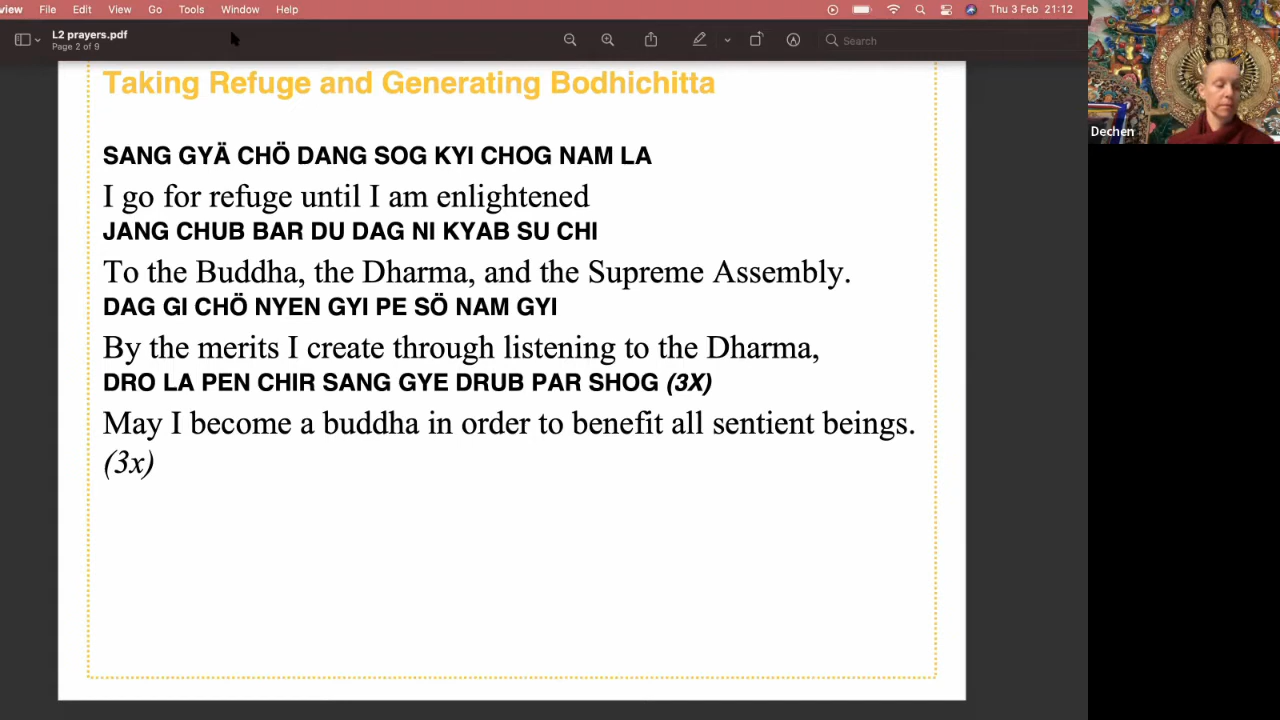 view File Edit View Go Tools Window Help Thu 3 Feb 21:12
L2 prayers.pdf
Page 2 of 9
Search
Taking Refuge and Generating Bodhichitta
SANG GYÄ CHÖ DANG SOG KYI CHOG NAM LA
I go for refuge until I am enlightened
JANG CHUB BAR DU DAG NI KYAB SU CHI
To the Buddha, the Dharma, and the Supreme Assembly.
DAG GI CHÖ NYEN GYI PE SÖ NAM GYI
By the merits I create through listening to the Dharma,
DRO LA PEN CHIR SANG GYE DRUB PAR SHOG (3X)
May I become a buddha in order to benefit all sentient beings.
(3x)
Dechen